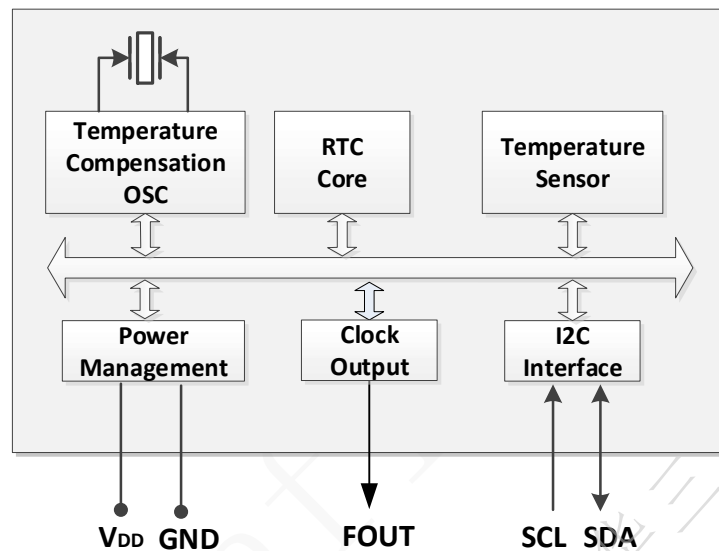 Temperature
Compensation
OSC
RTC
Core
Temperature
Sensor
Power
Management
Clock
Output
I2C
Interface
VDD GND FOUT SCL SDA